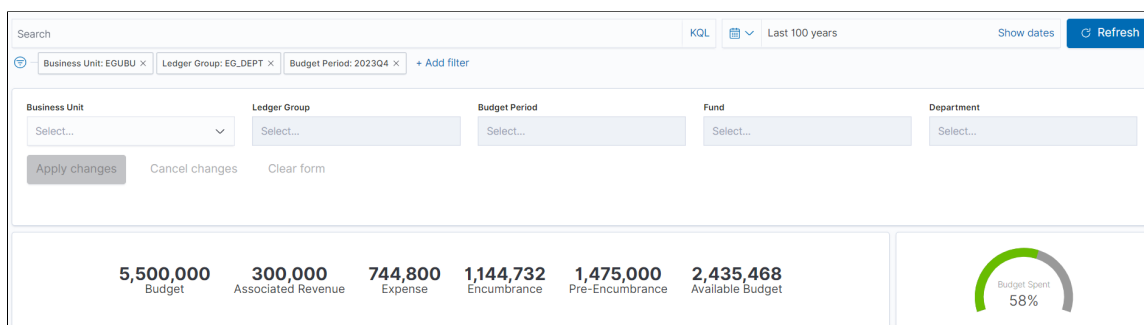 Search KQL Last 100 years Show dates Refresh
Business Unit: EGUBU × Ledger Group: EG_DEPT × Budget Period: 2023Q4 × + Add filter
Business Unit Ledger Group Budget Period Fund Department
Select... Select... Select... Select... Select...
Apply changes Cancel changes Clear form
5,500,000 300,000 744,800 1,144,732 1,475,000 2,435,468
Budget Associated Revenue Expense Encumbrance Pre-Encumbrance Available Budget
Budget Spent
58%